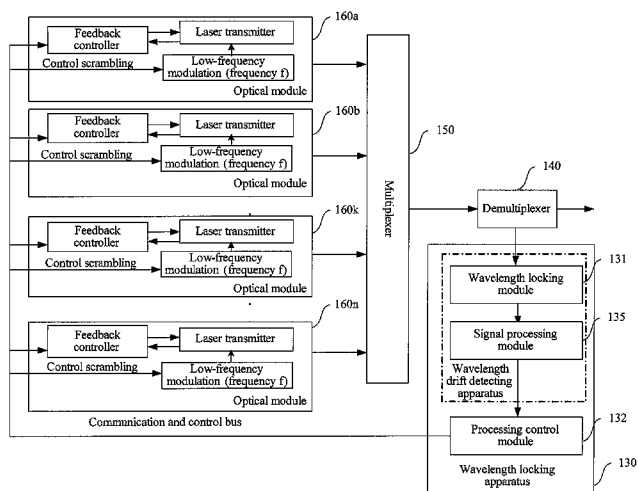 160a
Feedback
controller
Laser transmitter
Control scrambling
Low-frequency
modulation (frequency f)
Optical module
160b
Feedback
controller
Laser transmitter
Control scrambling
Low-frequency
modulation (frequency f)
Optical module
160k
Feedback
controller
Laser transmitter
Control scrambling
Low-frequency
modulation (frequency f)
Optical module
160n
Feedback
controller
Laser transmitter
Control scrambling
Low-frequency
modulation (frequency f)
Optical module
Communication and control bus
Multiplexer
150
140
Demultiplexer
131
Wavelength locking
module
135
Signal processing
module
Wavelength
drift detecting
apparatus
Processing control
module
132
Wavelength locking
apparatus
130